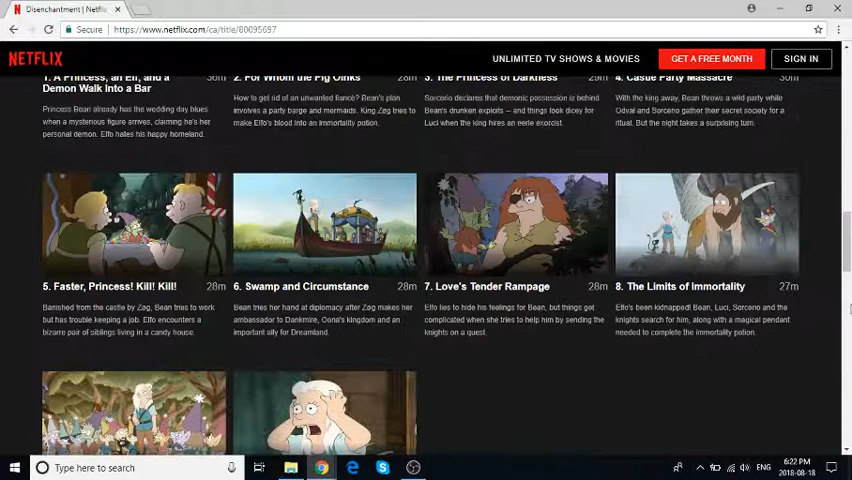 Disenchantment | Netflix
Secure
https://www.netflix.com/ca/title/80095697
NETFLIX
UNLIMITED TV SHOWS & MOVIES
GET A FREE MONTH
SIGN IN
1. A Princess, an Elf, and a
Demon Walk Into a Bar
36m
Princess Bean already has the wedding day blues
when a mysterious figure arrives, claiming he's her
personal demon. Elfo hates his happy homeland.
2. For Whom the Pig Oinks
28m
How to get rid of an unwanted fiancé? Bean's plan
involves a party barge and mermaids. King Zøg tries to
make Elfo's blood into an immortality potion.
3. The Princess of Darkness
29m
Sorcerio declares that demonic possession is behind
Bean's drunken exploits – and things look dicey for
Luci when the king hires an eerie exorcist.
4. Castle Party Massacre
30m
With the king away, Bean throws a wild party while
Odval and Sorcerio gather their secret society for a
ritual. But the night takes a surprising turn.
5. Faster, Princess! Kill! Kill!
28m
Banished from the castle by Zøg, Bean tries to work
but has trouble keeping a job. Elfo encounters a
bizarre pair of siblings living in a candy house.
6. Swamp and Circumstance
28m
Bean tries her hand at diplomacy after Zøg makes her
ambassador to Dankmire, Oona's kingdom and an
important ally for Dreamland.
7. Love's Tender Rampage
28m
Elfo lies to hide his feelings for Bean, but things get
complicated when she tries to help him by sending the
knights on a quest.
8. The Limits of Immortality
27m
Elfo's been kidnapped! Bean, Luci, Sorcerio and the
knights search for him, along with a magical pendant
needed to complete the immortality potion.
Type here to search
ENG
6:22 PM
2018-08-18